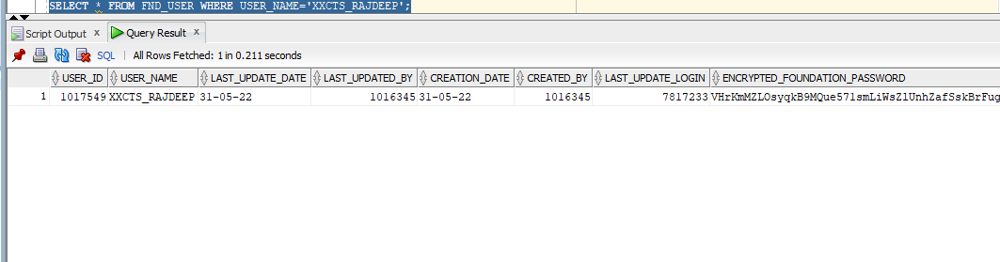 SELECT * FROM FND_USER WHERE USER_NAME='XXCTS_RAJDEEP';
Script Output x Query Result x
SQL | All Rows Fetched: 1 in 0.211 seconds
USER_ID USER_NAME LAST_UPDATE_DATE LAST_UPDATED_BY CREATION_DATE CREATED_BY LAST_UPDATE_LOGIN ENCRYPTED_FOUNDATION_PASSWORD
1 1017549 XXCTS_RAJDEEP 31-05-22 1016345 31-05-22 1016345 7817233